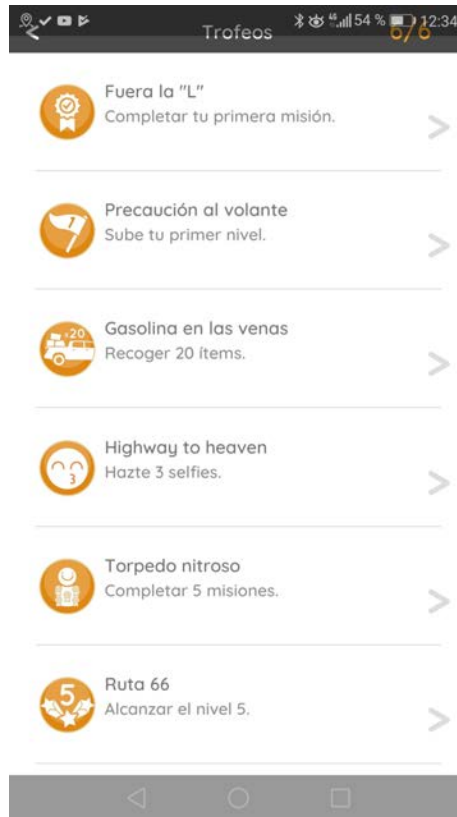 54 % 12:34
Trofeos 6/6
Fuera la "L"
Completar tu primera misión.
Precaución al volante
Sube tu primer nivel.
x20
Gasolina en las venas
Recoger 20 ítems.
Highway to heaven
Hazte 3 selfies.
Torpedo nitroso
Completar 5 misiones.
5
Ruta 66
Alcanzar el nivel 5.